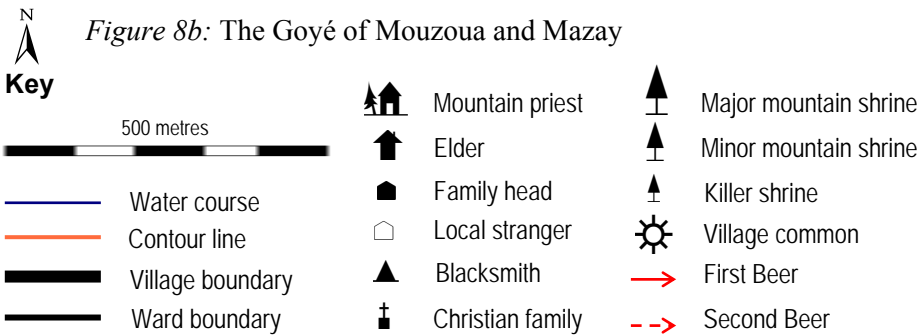 N
Figure 8b: The Goyé of Mouzoua and Mazay
Key
500 metres
Water course
Contour line
Village boundary
Ward boundary
Mountain priest
Elder
Family head
Local stranger
Blacksmith
Christian family
Major mountain shrine
Minor mountain shrine
Killer shrine
Village common
First Beer
Second Beer